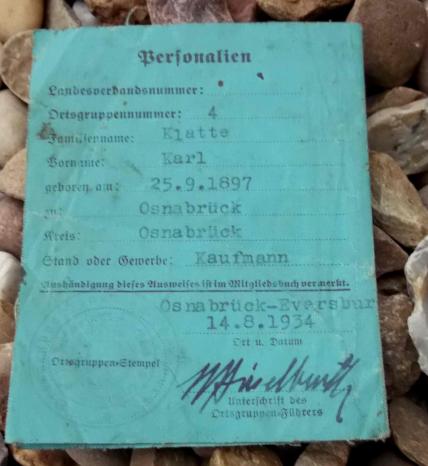 Personalien
Landesverbandsnummer:
Ortsgruppennummer: 4
Familienname: Klatte
Vorname: Karl
geboren am: 25.9.1897
zu: Osnabrück
Kreis: Osnabrück
Stand oder Gewerbe: Kaufmann
Aushändigung dieses Ausweises ist im Mitgliedsbuch vermerkt.
Osnabrück-Eversbur
14.8.1934
Ort u. Datum
Ortsgruppen-Stempel
Unterschrift des
Ortsgruppen-Führers